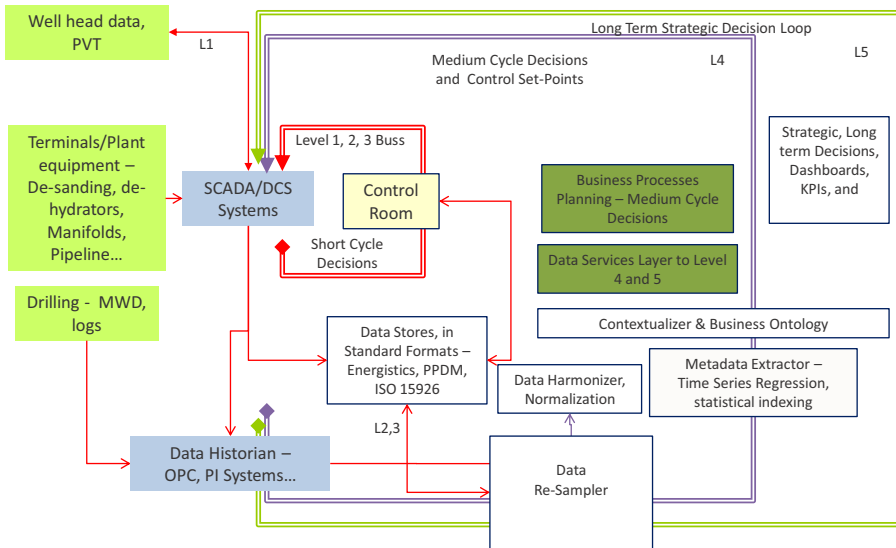 Well head data,
PVT
L1
Long Term Strategic Decision Loop
L5
Medium Cycle Decisions
and Control Set-Points
L4
Terminals/Plant
equipment –
De-sanding, de-
hydrators,
Manifolds,
Pipeline…
SCADA/DCS
Systems
Level 1, 2, 3 Buss
Control
Room
Short Cycle
Decisions
Business Processes
Planning – Medium Cycle
Decisions
Strategic, Long
term Decisions,
Dashboards,
KPIs, and
Data Services Layer to Level
4 and 5
Drilling - MWD,
logs
Data Stores, in
Standard Formats –
Energistics, PPDM,
ISO 15926
Contextualizer & Business Ontology
Data Harmonizer,
Normalization
Metadata Extractor –
Time Series Regression,
statistical indexing
L2,3
Data Historian –
OPC, PI Systems…
Data
Re-Sampler